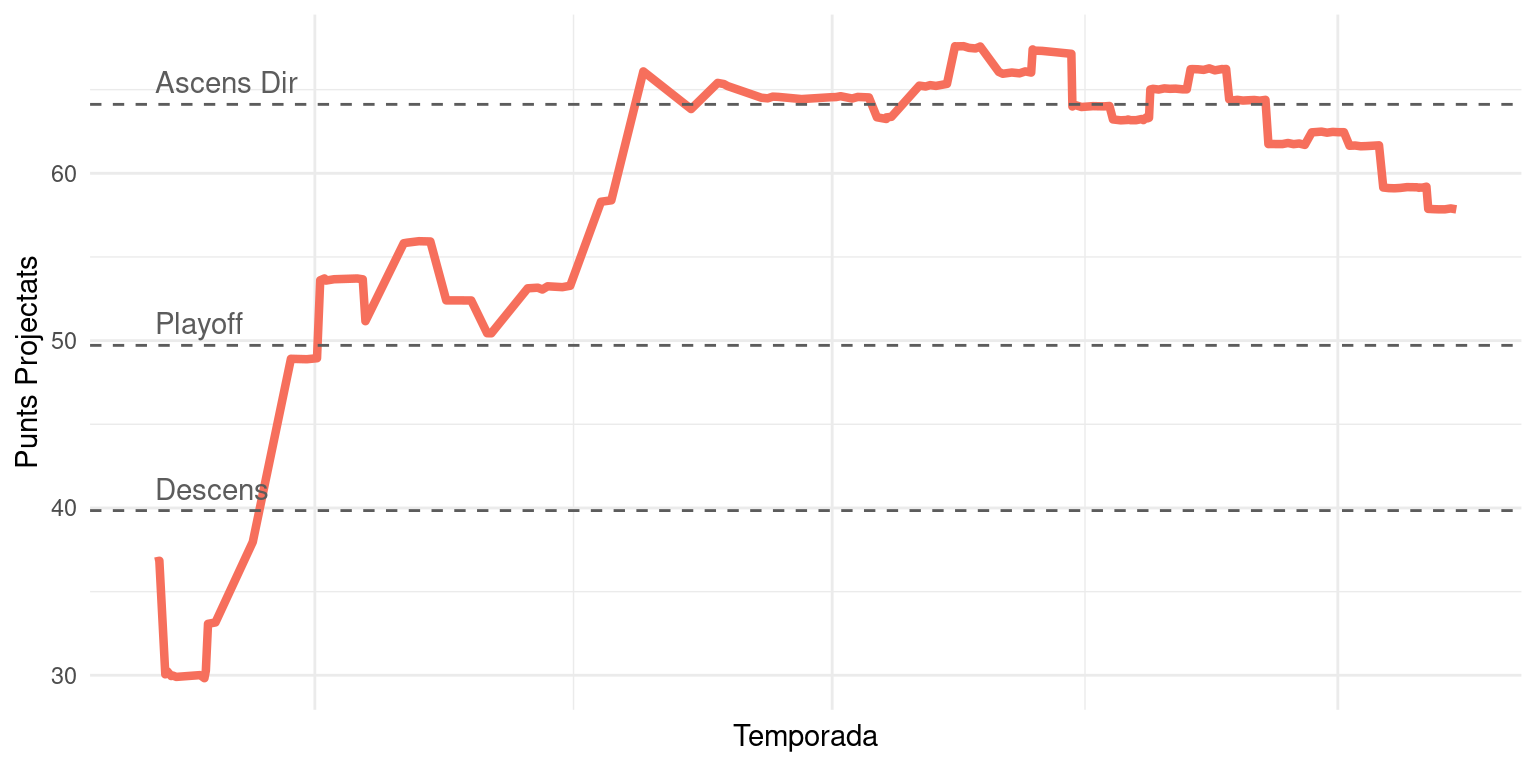 Ascens Dir
60
Playoff
50
Descens
40
30
Punts Projectats
Temporada